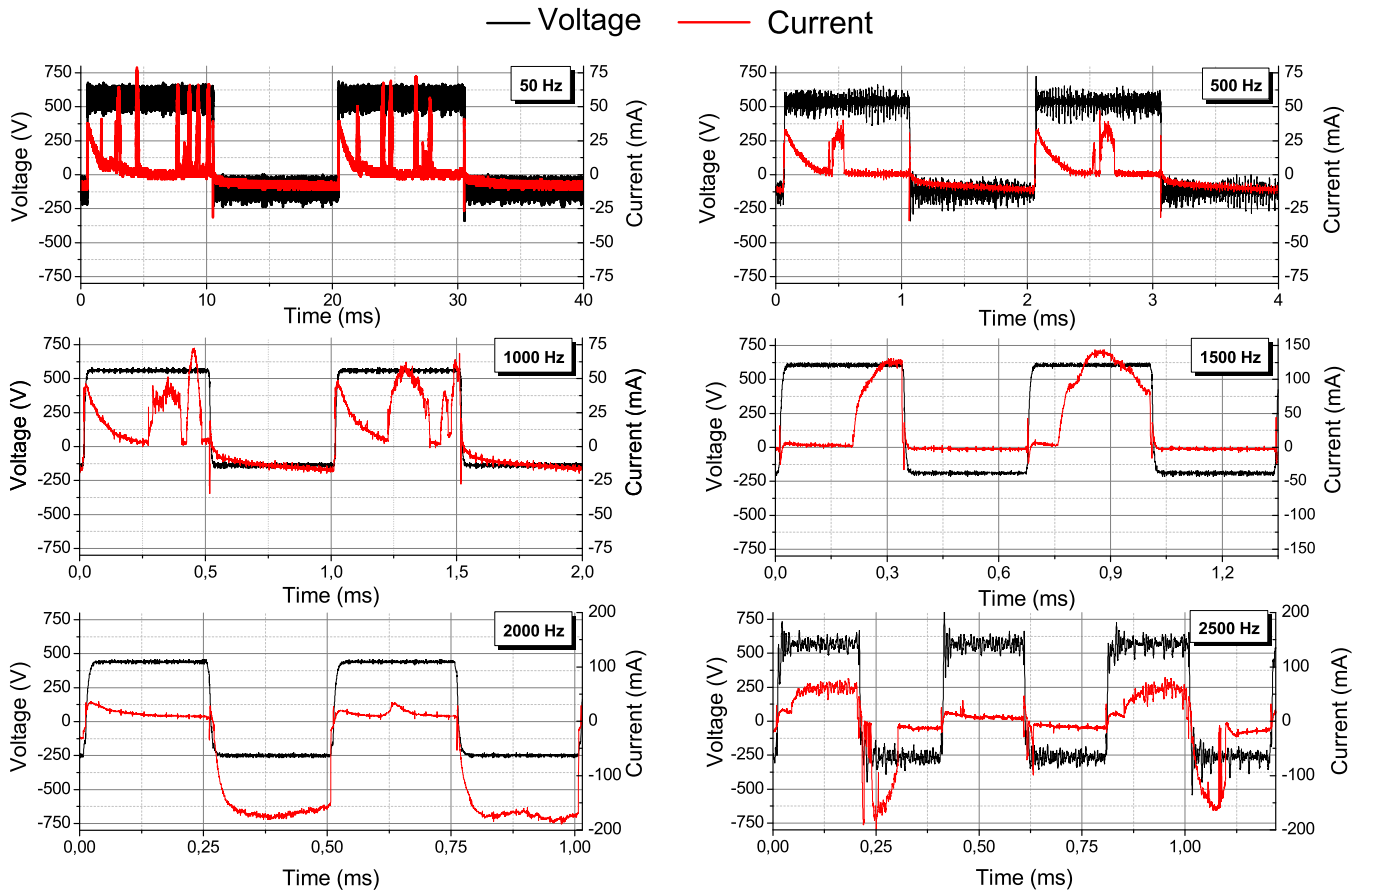 Voltage Current
50 Hz
Voltage (V)
750
500
250
0
-250
-500
-750
75
50
25
0
-25
-50
-75
Current (mA)
0 10 20 30 40
Time (ms)
500 Hz
Voltage (V)
750
500
250
0
-250
-500
-750
75
50
25
0
-25
-50
-75
Current (mA)
0 1 2 3 4
Time (ms)
1000 Hz
Voltage (V)
750
500
250
0
-250
-500
-750
75
50
25
0
-25
-50
-75
Current (mA)
0,0 0,5 1,0 1,5 2,0
Time (ms)
1500 Hz
Voltage (V)
750
500
250
0
-250
-500
-750
150
100
50
0
-50
-100
-150
Current (mA)
0,0 0,3 0,6 0,9 1,2
Time (ms)
2000 Hz
Voltage (V)
750
500
250
0
-250
-500
-750
200
100
0
-100
-200
Current (mA)
0,00 0,25 0,50 0,75 1,00
Time (ms)
2500 Hz
Voltage (V)
750
500
250
0
-250
-500
-750
200
100
0
-100
-200
Current (mA)
0,00 0,25 0,50 0,75 1,00
Time (ms)